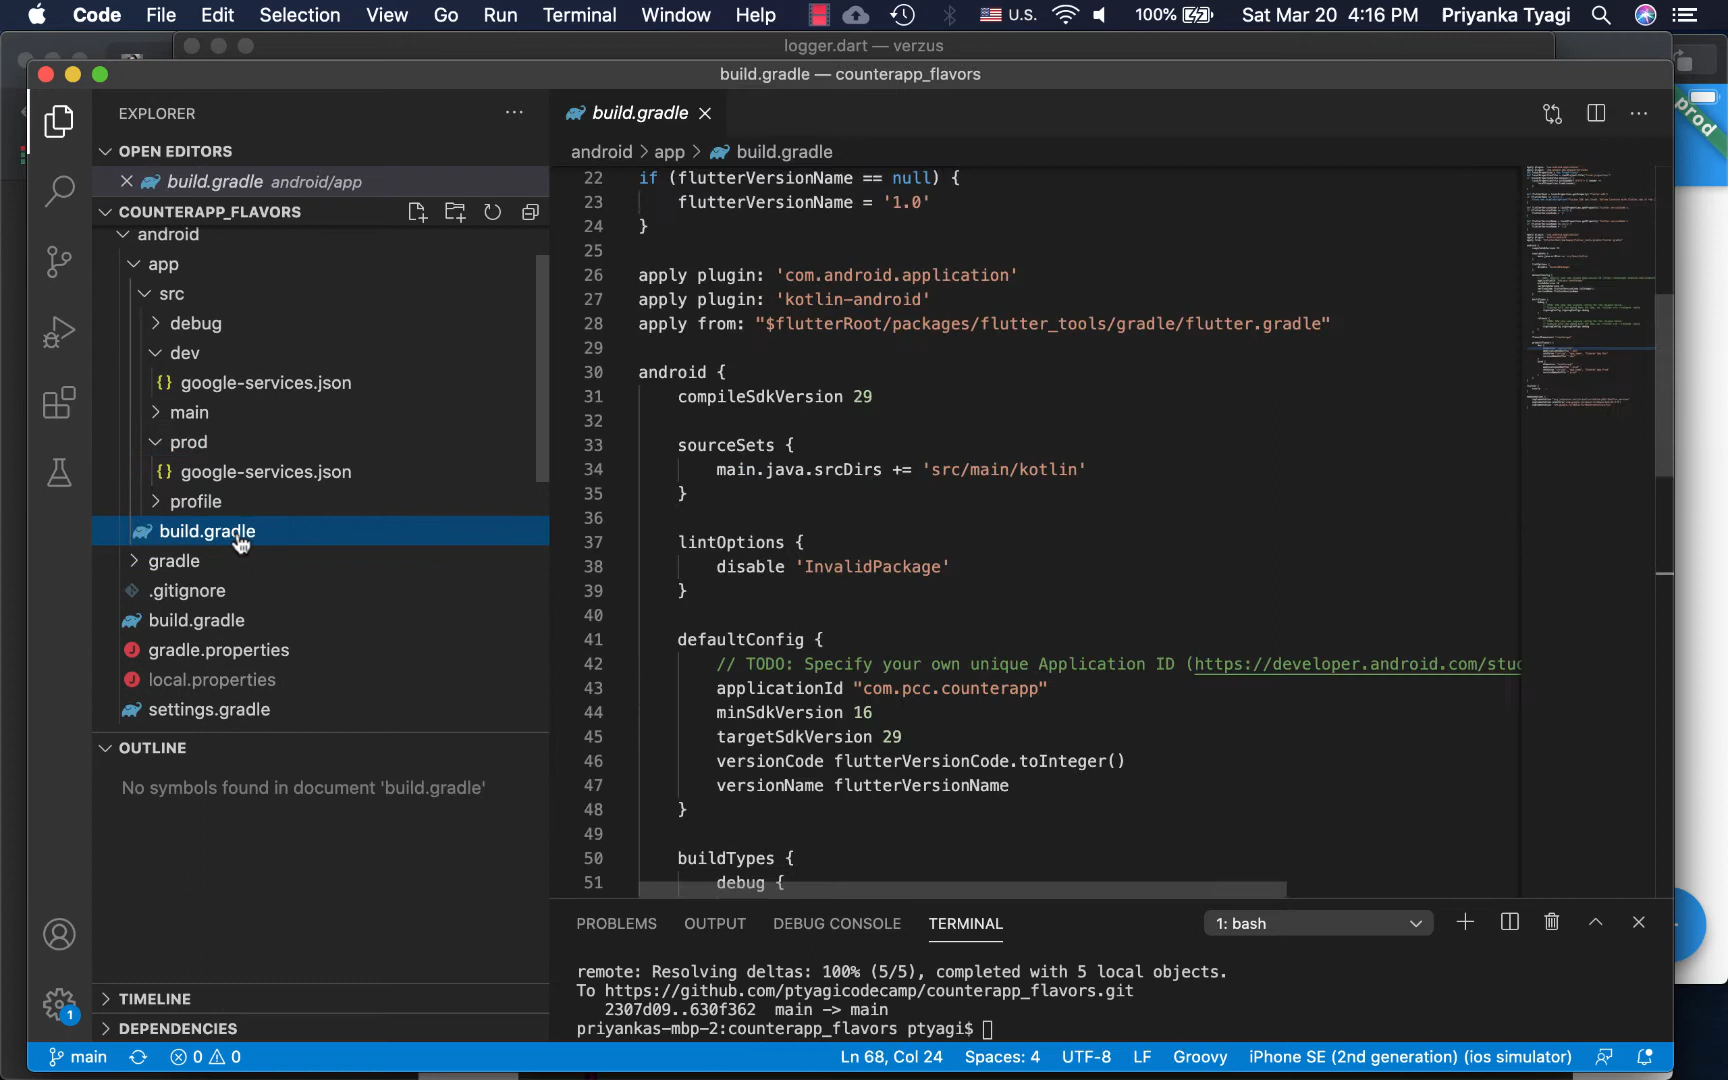 Code File Edit Selection View Go Run Terminal Window Help U.S. 100% Sat Mar 20 4:16 PM Priyanka Tyagi
logger.dart — verzus
build.gradle — counterapp_flavors
prod
EXPLORER
OPEN EDITORS
build.gradle android/app
COUNTERAPP_FLAVORS
android
app
src
debug
dev
{} google-services.json
main
prod
{} google-services.json
profile
build.gradle
gradle
.gitignore
build.gradle
gradle.properties
local.properties
settings.gradle
OUTLINE
No symbols found in document 'build.gradle'
TIMELINE
DEPENDENCIES
build.gradle
android > app > build.gradle
22 if (flutterVersionName == null) {
23 flutterVersionName = '1.0'
24 }
25
26 apply plugin: 'com.android.application'
27 apply plugin: 'kotlin-android'
28 apply from: "$flutterRoot/packages/flutter_tools/gradle/flutter.gradle"
29
30 android {
31 compileSdkVersion 29
32
33 sourceSets {
34 main.java.srcDirs += 'src/main/kotlin'
35 }
36
37 lintOptions {
38 disable 'InvalidPackage'
39 }
40
41 defaultConfig {
42 // TODO: Specify your own unique Application ID (https://developer.android.com/stud
43 applicationId "com.pcc.counterapp"
44 minSdkVersion 16
45 targetSdkVersion 29
46 versionCode flutterVersionCode.toInteger()
47 versionName flutterVersionName
48 }
49
50 buildTypes {
51 debug {
PROBLEMS OUTPUT DEBUG CONSOLE TERMINAL 1: bash
remote: Resolving deltas: 100% (5/5), completed with 5 local objects.
To https://github.com/ptyagicodecamp/counterapp_flavors.git
2307d09..630f362 main -> main
priyankas-mbp-2:counterapp_flavors ptyagi$
1
main 0 0 Ln 68, Col 24 Spaces: 4 UTF-8 LF Groovy iPhone SE (2nd generation) (ios simulator)